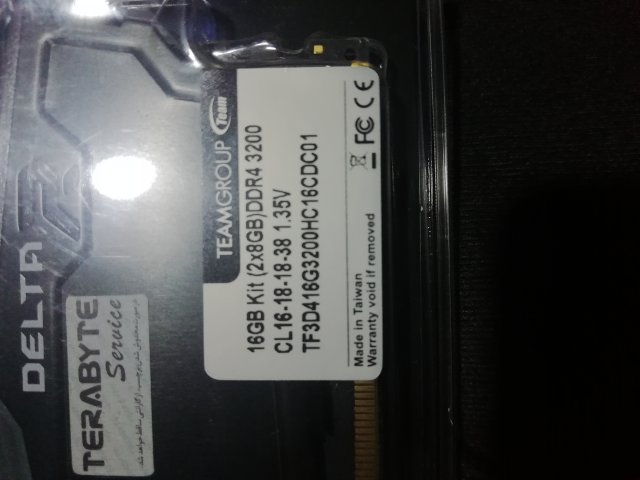 DELTA R
TEAMGROUP Team
16GB Kit (2x8GB)DDR4 3200
CL16-18-18-38 1.35V
TF3D416G3200HC16CDC01
FC CE
Made in Taiwan
Warranty void if removed
TERABYTE
Service